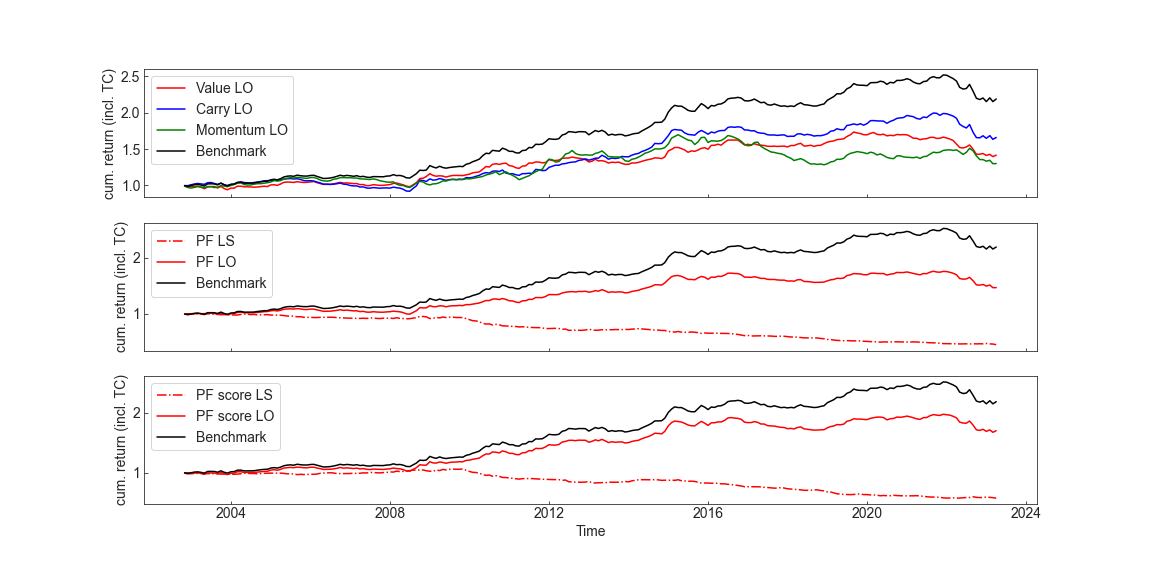 cum. return (incl. TC)
2.5
2.0
1.5
1.0
Value LO
Carry LO
Momentum LO
Benchmark
cum. return (incl. TC)
2
1
PF LS
PF LO
Benchmark
cum. return (incl. TC)
2
1
PF score LS
PF score LO
Benchmark
2004 2008 2012 2016 2020 2024
Time